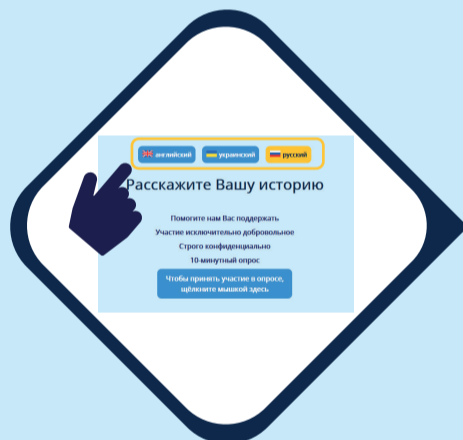 английский украинский русский
Расскажите Вашу историю
Помогите нам Вас поддержать
Участие исключительно добровольное
Строго конфиденциально
10-минутный опрос
Чтобы принять участие в опросе,
щёлкните мышкой здесь